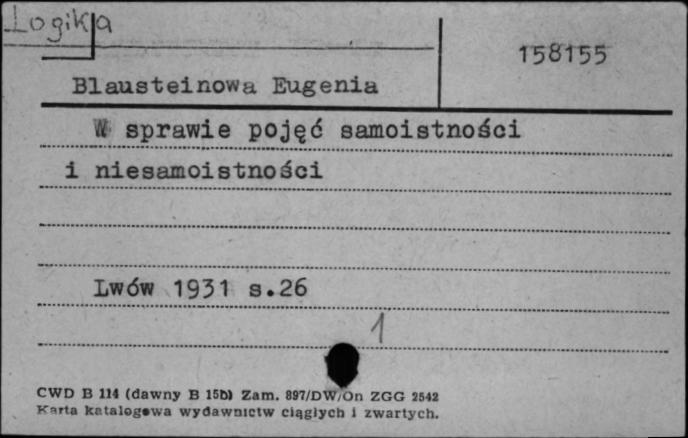 Logika
158155
Blausteinowa Eugenia
W sprawie pojęć samoistności
i niesamoistności
Lwów 1931 s.26
1
CWD B 114 (dawny B 15b) Zam. 897/DW/On ZGG 2542
Karta katalogowa wydawnictw ciągłych i zwartych.